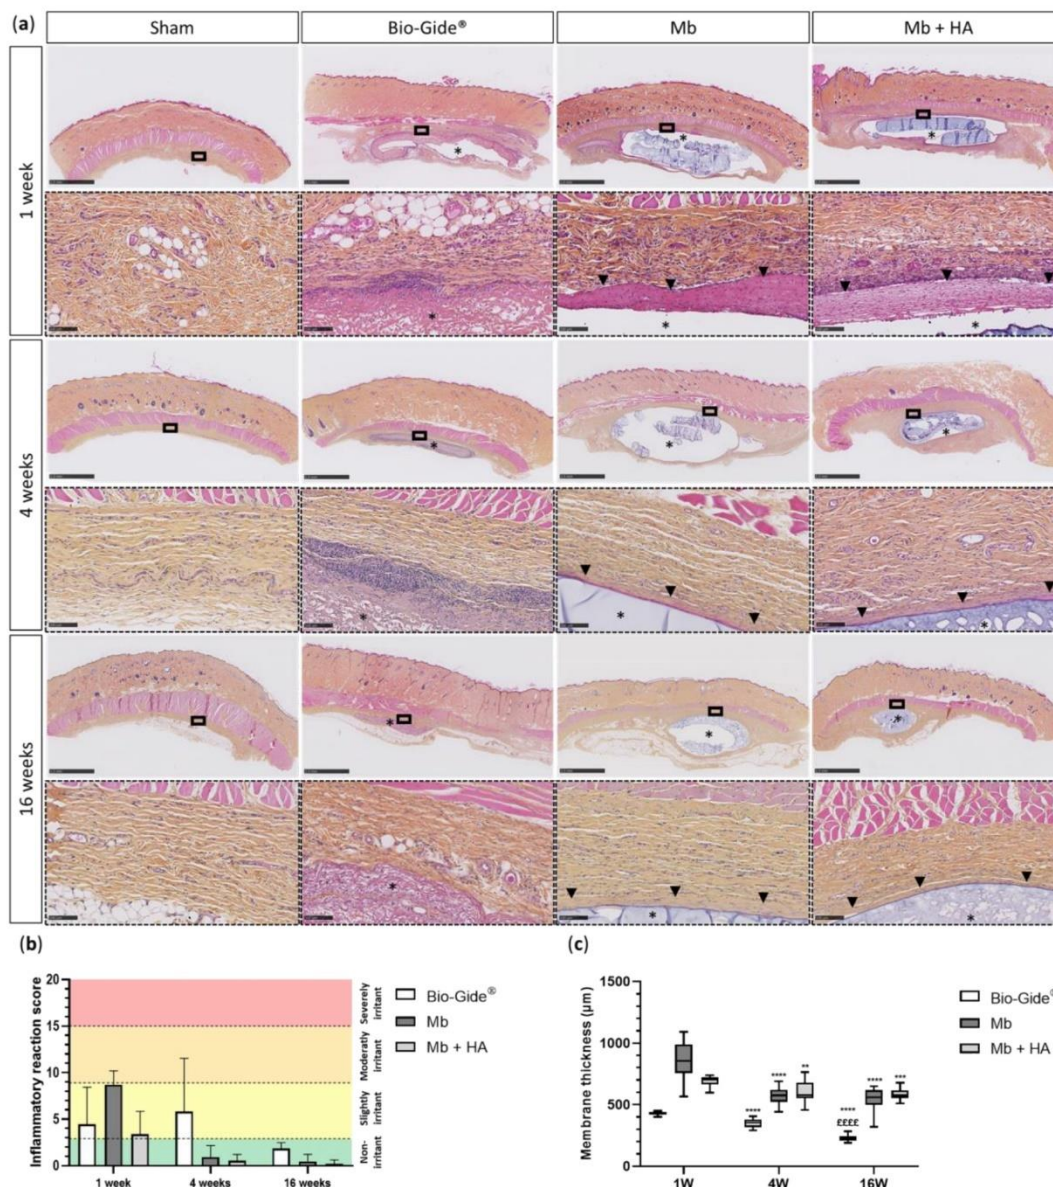 (a)
Sham Bio-Gide® Mb Mb + HA
1 week
*
*
*
*
*
*
4 weeks
*
*
*
*
*
*
16 weeks
*
*
*
*
*
*
(b)
Inflammatory reaction score
20
15
10
5
0
1 week 4 weeks 16 weeks
Severely irritant
Moderatly irritant
Slightly irritant
Non-irritant
Bio-Gide®
Mb
Mb + HA
(c)
Membrane thickness (µm)
1500
1000
500
0
1W 4W 16W
**** **** **
**** ££££ **** ***
Bio-Gide®
Mb
Mb + HA